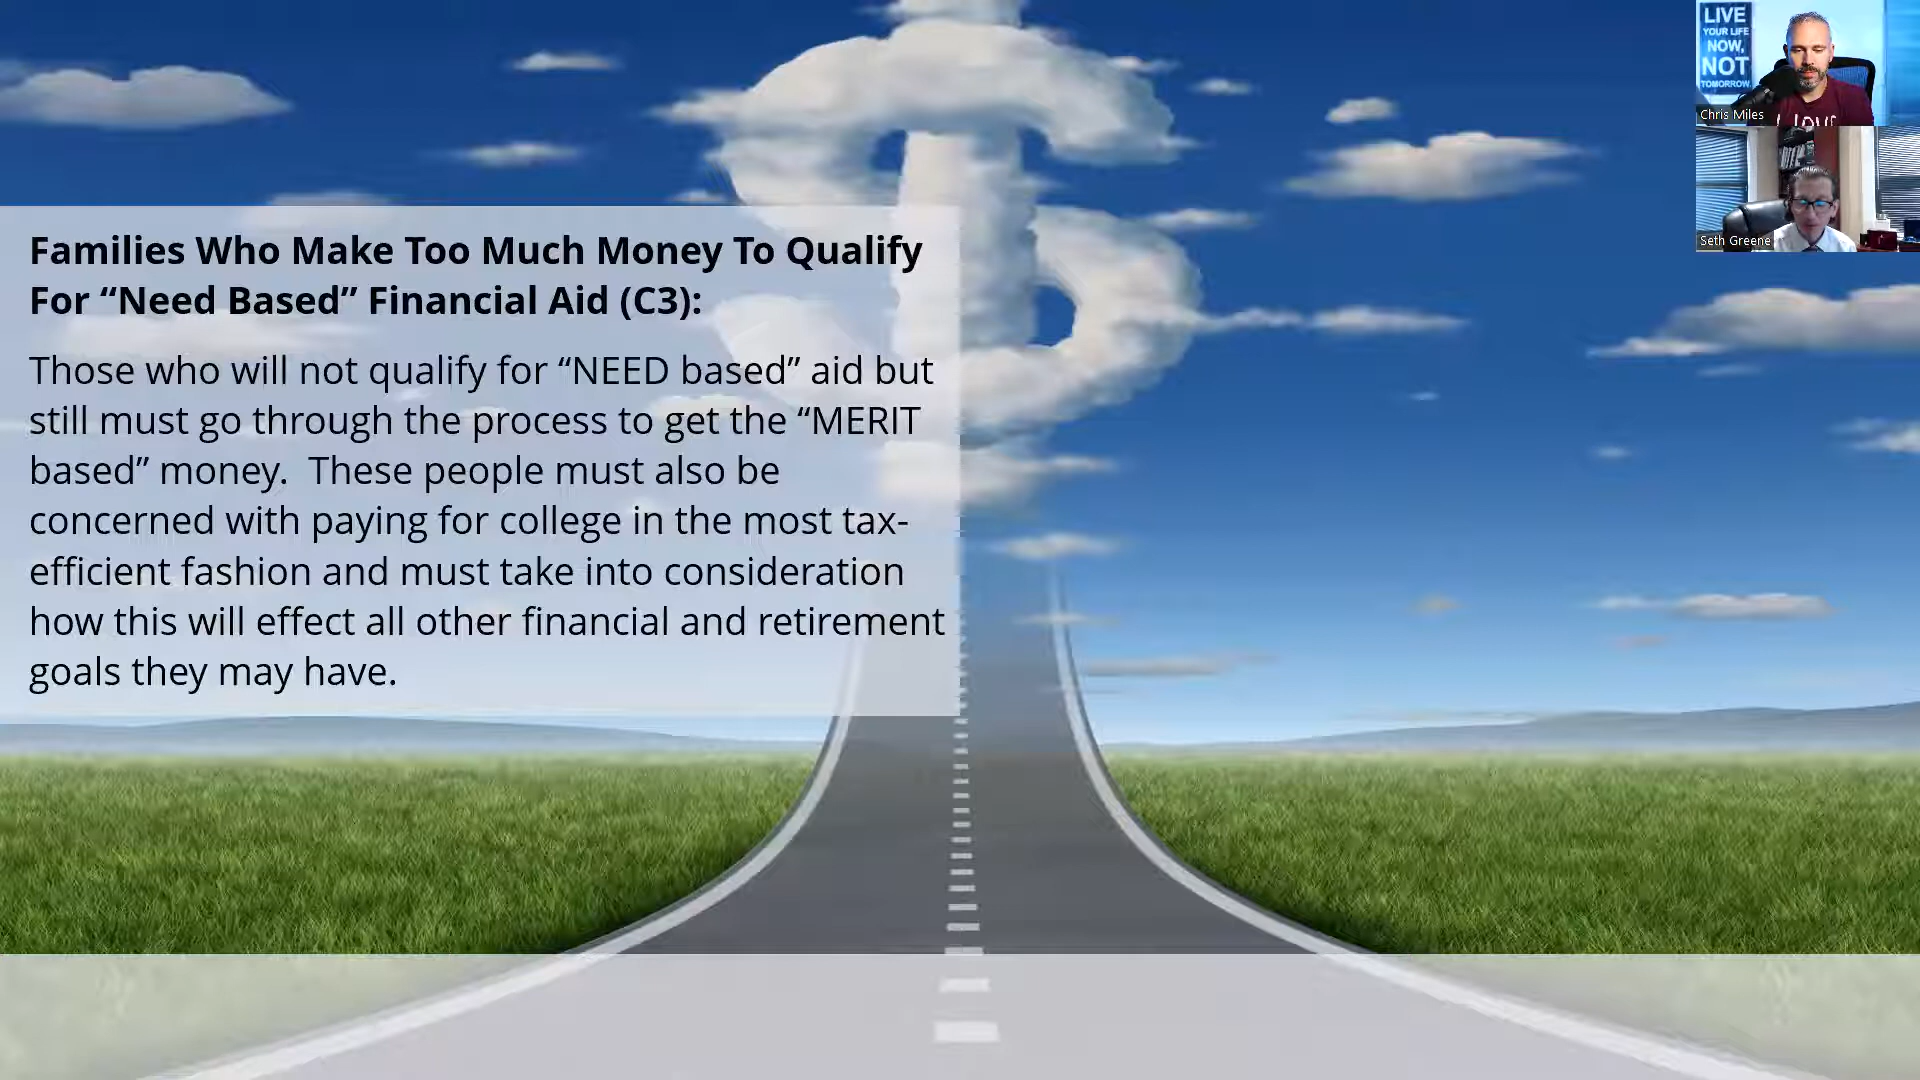 Families Who Make Too Much Money To Qualify
For “Need Based” Financial Aid (C3):
Those who will not qualify for “NEED based” aid but
still must go through the process to get the “MERIT
based” money.  These people must also be
concerned with paying for college in the most tax-
efficient fashion and must take into consideration
how this will effect all other financial and retirement
goals they may have.
LIVE
YOUR LIFE
NOW,
NOT
TOMORROW
Chris Miles
Seth Greene